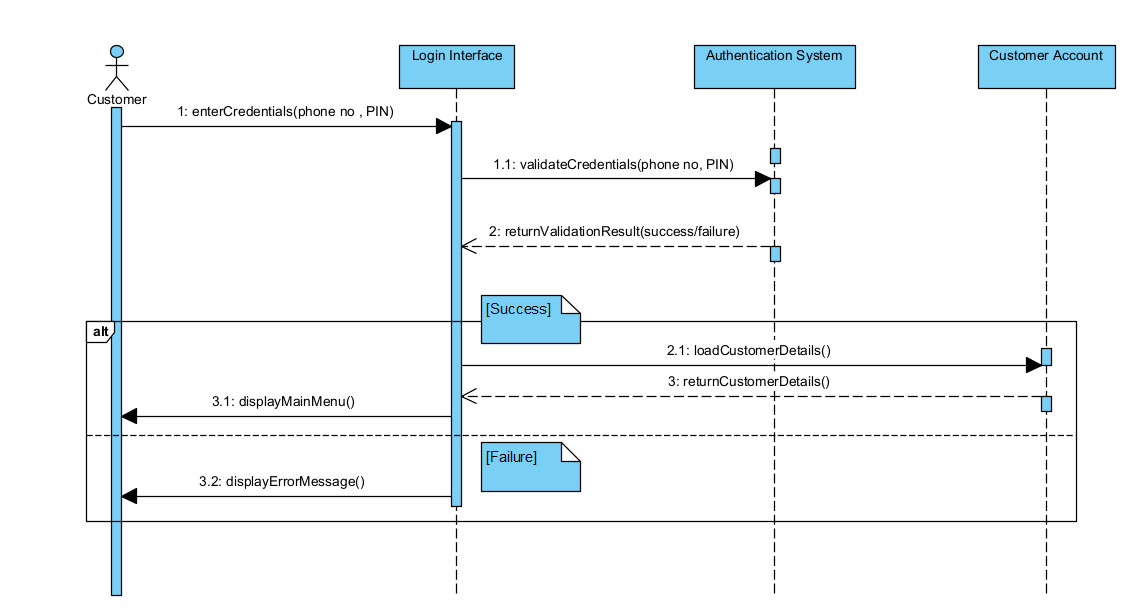 Login Interface
Authentication System
Customer Account
Customer
1: enterCredentials(phone no , PIN)
1.1: validateCredentials(phone no, PIN)
2: returnValidationResult(success/failure)
[Success]
alt
2.1: loadCustomerDetails()
3: returnCustomerDetails()
3.1: displayMainMenu()
[Failure]
3.2: displayErrorMessage()